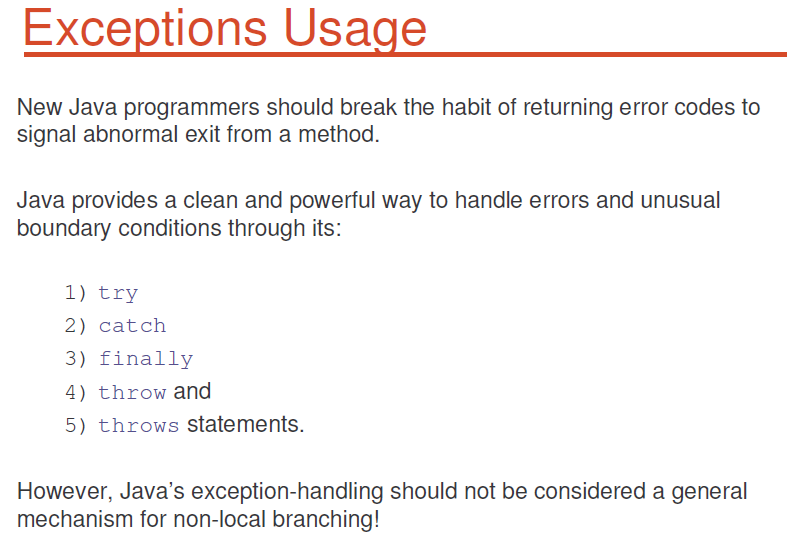 Exceptions Usage
New Java programmers should break the habit of returning error codes to
signal abnormal exit from a method.
Java provides a clean and powerful way to handle errors and unusual
boundary conditions through its:
1) try
2) catch
3) finally
4) throw and
5) throws statements.
However, Java’s exception-handling should not be considered a general
mechanism for non-local branching!